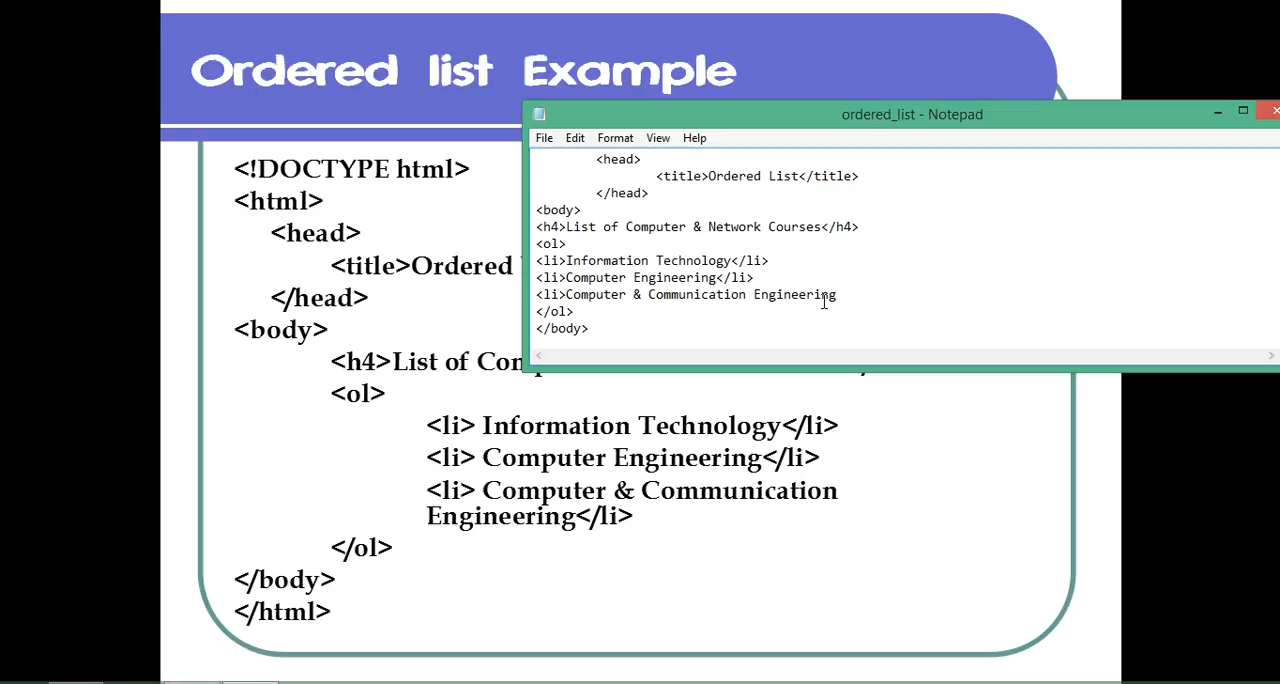 Ordered list Example
<!DOCTYPE html>
<html>
<head>
<title>Ordered
</head>
<body>
<h4>List of
<ol>
<li> Information Technology</li>
<li> Computer Engineering</li>
<li> Computer & Communication
Engineering</li>
</ol>
</body>
</html>
ordered_list - Notepad
File Edit Format View Help
<head>
<title>Ordered List</title>
</head>
<body>
<h4>List of Computer & Network Courses</h4>
<ol>
<li>Information Technology</li>
<li>Computer Engineering</li>
<li>Computer & Communication Engineering
</ol>
</body>